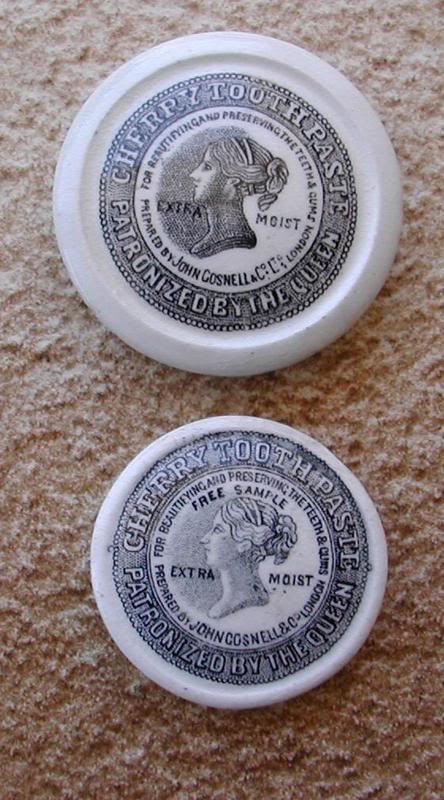 CHERRY TOOTH PASTE
PATRONIZED BY THE QUEEN
FOR BEAUTIFYING AND PRESERVING THE TEETH & GUMS
EXTRA MOIST
PREPARED BY JOHN GOSNELL & Co. LTD. LONDON
CHERRY TOOTH PASTE
PATRONIZED BY THE QUEEN
FOR BEAUTIFYING AND PRESERVING THE TEETH & GUMS
FREE SAMPLE
EXTRA MOIST
PREPARED BY JOHN GOSNELL & Co. LONDON